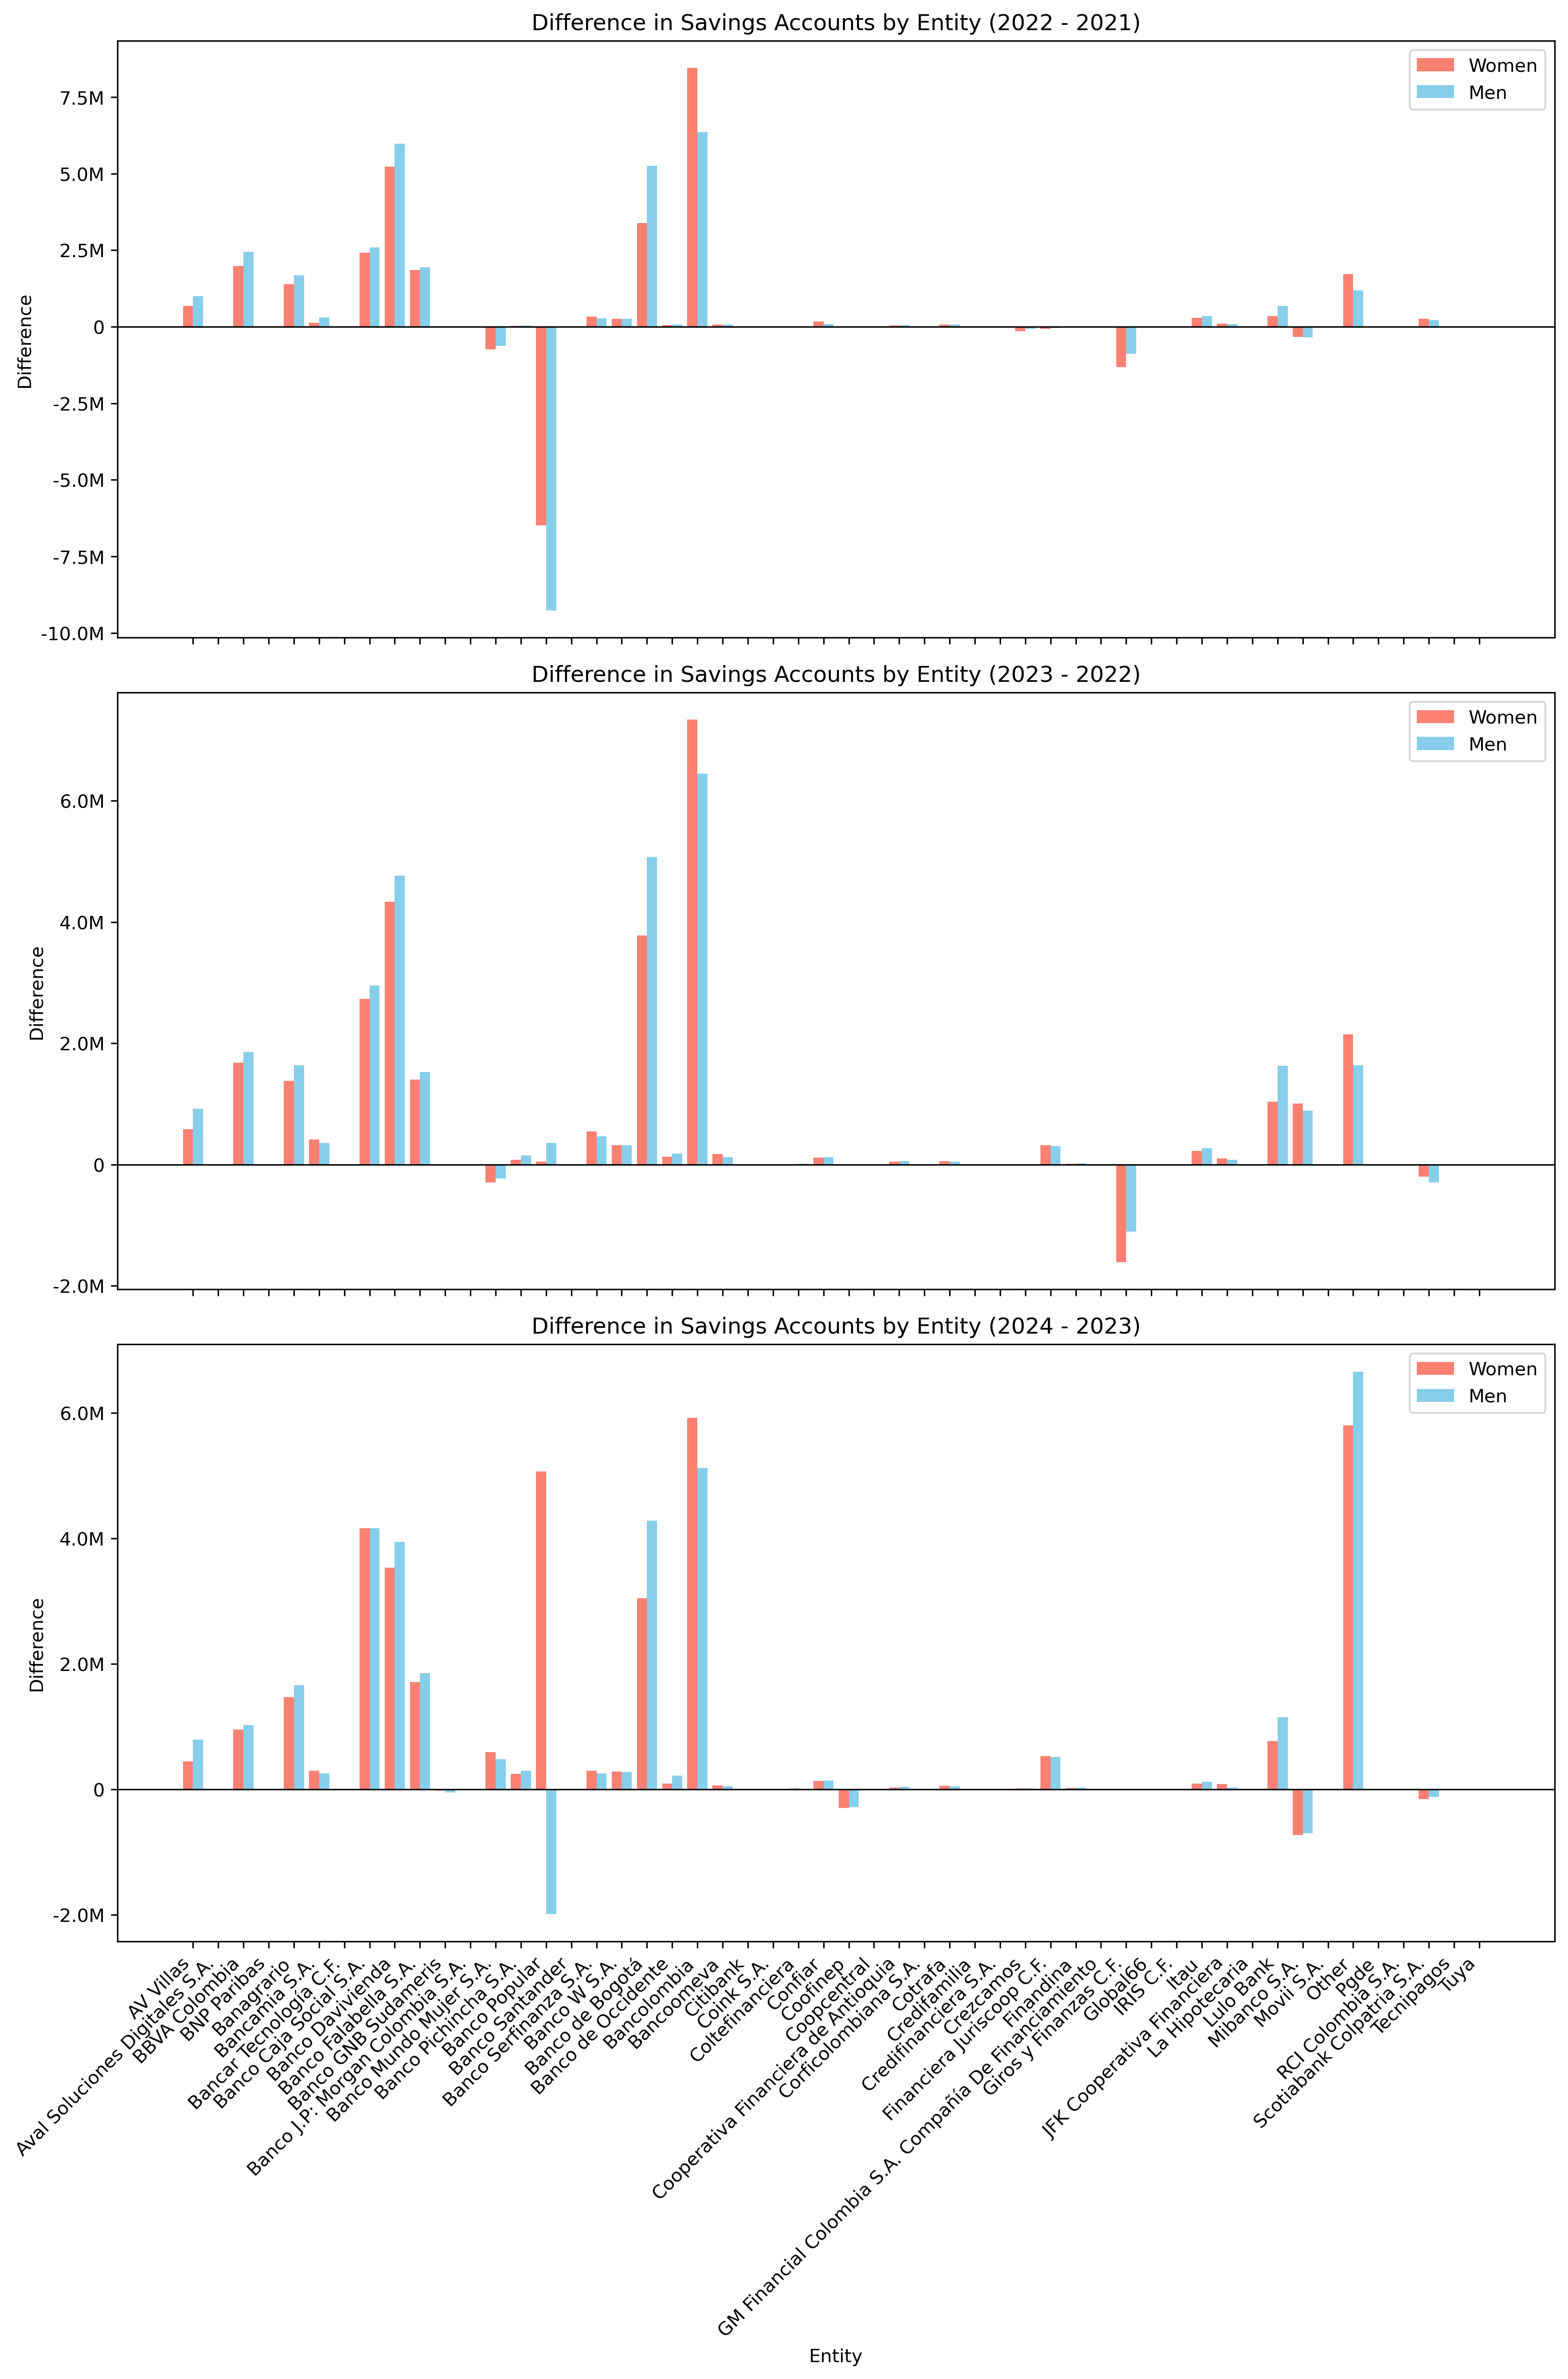 Difference in Savings Accounts by Entity (2022 - 2021)
Women
Men
7.5M
5.0M
2.5M
0
-2.5M
-5.0M
-7.5M
-10.0M
Difference
Difference in Savings Accounts by Entity (2023 - 2022)
Women
Men
6.0M
4.0M
2.0M
0
-2.0M
Difference
Difference in Savings Accounts by Entity (2024 - 2023)
Women
Men
6.0M
4.0M
2.0M
0
-2.0M
Difference
AV Villas
Aval Soluciones Digitales S.A.
BBVA Colombia
BNP Paribas
Banagrario
Bancamia S.A.
Bancar Tecnología C.F.
Banco Caja Social S.A.
Banco Davivienda
Banco Falabella S.A.
Banco GNB Sudameris
Banco J.P: Morgan Colombia S.A.
Banco Mundo Mujer S.A.
Banco Pichincha S.A.
Banco Popular
Banco Santander
Banco Serfinanza S.A.
Banco W S.A.
Banco de Bogotá
Banco de Occidente
Bancolombia
Bancoomeva
Citibank
Coink S.A.
Coltefinanciera
Confiar
Coofinep
Coopcentral
Cooperativa Financiera de Antioquia
Corficolombiana S.A.
Cotrafa
Credifamilia
Credifinanciera S.A.
Crezcamos
Financiera Juriscoop C.F.
Finandina
GM Financial Colombia S.A. Compañía De Financiamiento
Giros y Finanzas C.F.
Global66
IRIS C.F.
Itau
JFK Cooperativa Financiera
La Hipotecaria
Lulo Bank
Mibanco S.A.
Movii S.A.
Other
Pgde
RCI Colombia S.A.
Scotiabank Colpatria S.A.
Tecnipagos
Tuya
Entity